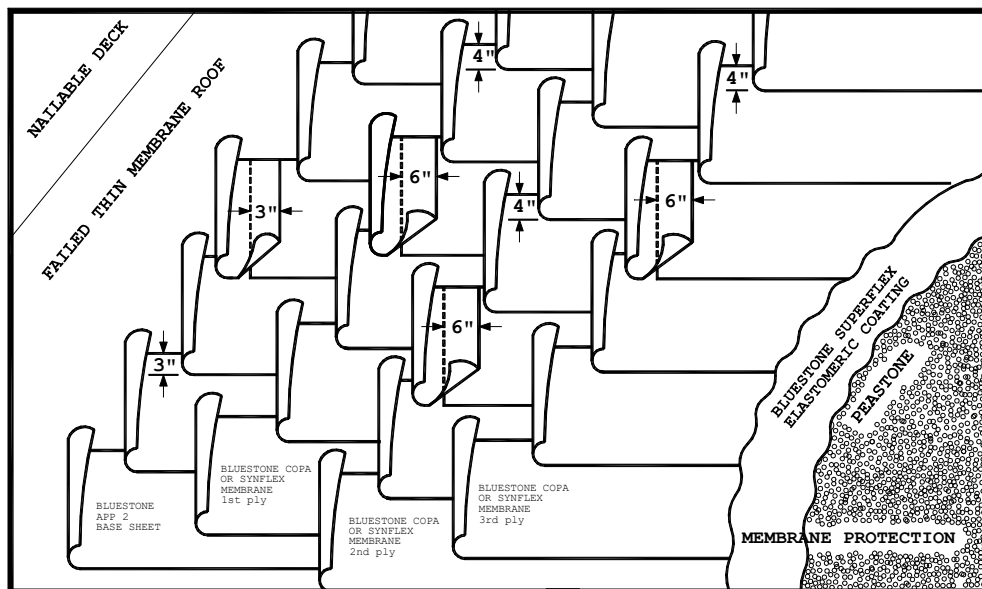 NAILABLE DECK
FAILED THIN MEMBRANE ROOF
4"
4"
3"
6"
4"
6"
3"
6"
BLUESTONE
APP 2
BASE SHEET
BLUESTONE COPA
OR SYNFLEX
MEMBRANE
1st ply
BLUESTONE COPA
OR SYNFLEX
MEMBRANE
2nd ply
BLUESTONE COPA
OR SYNFLEX
MEMBRANE
3rd ply
BLUESTONE SUPERFLEX
ELASTOMERIC COATING
PEASTONE
MEMBRANE PROTECTION